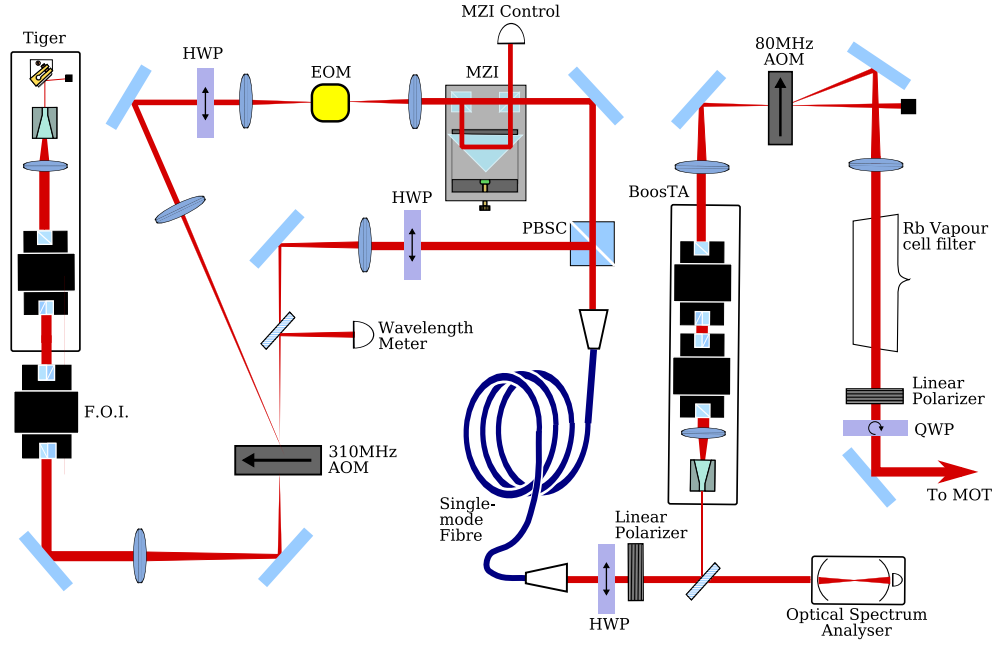 MZI Control
Tiger
HWP
EOM
MZI
80MHz
AOM
HWP
BoosTA
PBSC
Rb Vapour
cell filter
Wavelength
Meter
Linear
Polarizer
F.O.I.
QWP
310MHz
AOM
To MOT
Single-
mode
Fibre
Linear
Polarizer
HWP
Optical Spectrum
Analyser